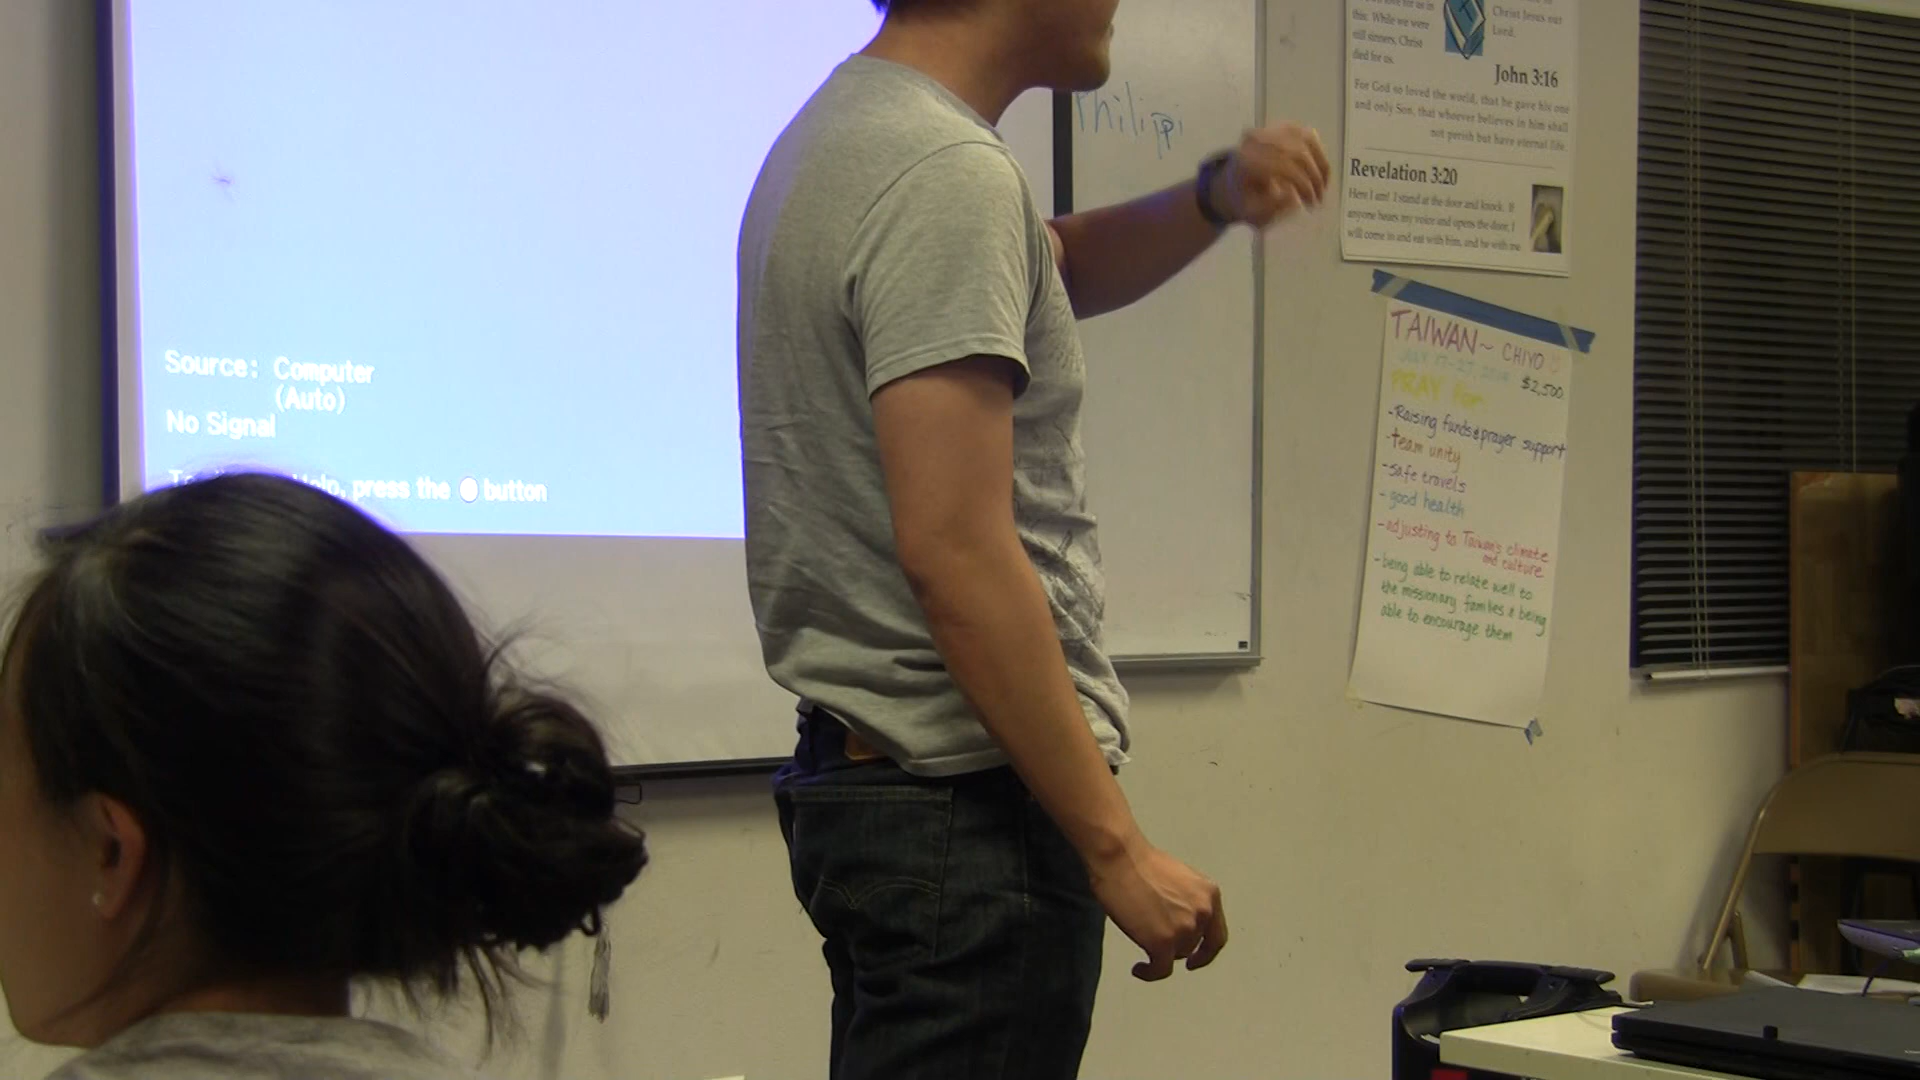 Source: Computer
(Auto)
No Signal
Help, press the button
Philippi
for us in
this: While we were
still sinners, Christ
died for us.
Christ Jesus our
Lord.
John 3:16
For God so loved the world, that he gave his one
and only Son, that whoever believes in him shall
not perish but have eternal life
Revelation 3:20
Here I am! I stand at the door and knock. If
anyone hears my voice and opens the door, I
will come in and eat with him, and he with me
TAIWAN~ CHIYO
$2,500
PRAY for:
-Raising funds & prayer support
-team unity
-safe travels
-good health
-adjusting to Taiwan's climate
and culture
-being able to relate well to
the missionary families & being
able to encourage them